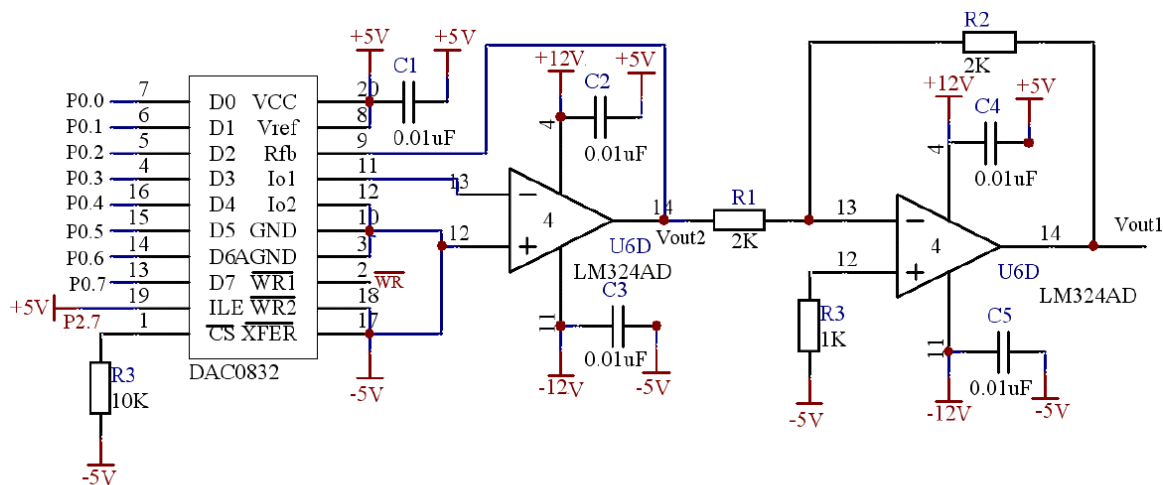 +5V
+5V
C1
0.01uF
P0.0 7 D0 VCC 20
P0.1 6 D1 Vref 8
P0.2 5 D2 Rfb 9
P0.3 4 D3 Io1 11
P0.4 16 D4 Io2 12
P0.5 15 D5 GND 10
P0.6 14 D6 AGND 3
P0.7 13 D7 WR1 2 WR
+5V 19 ILE WR2 18
P2.7 1 CS XFER 17
DAC0832
R3
10K
-5V
-5V
+12V
+5V
C2
0.01uF
4
13
12
4
14
Vout2
U6D
LM324AD
11
C3
0.01uF
-12V
-5V
R1
2K
R2
2K
+12V
+5V
C4
0.01uF
4
13
12
4
14
Vout1
U6D
LM324AD
R3
1K
-5V
11
C5
0.01uF
-12V
-5V